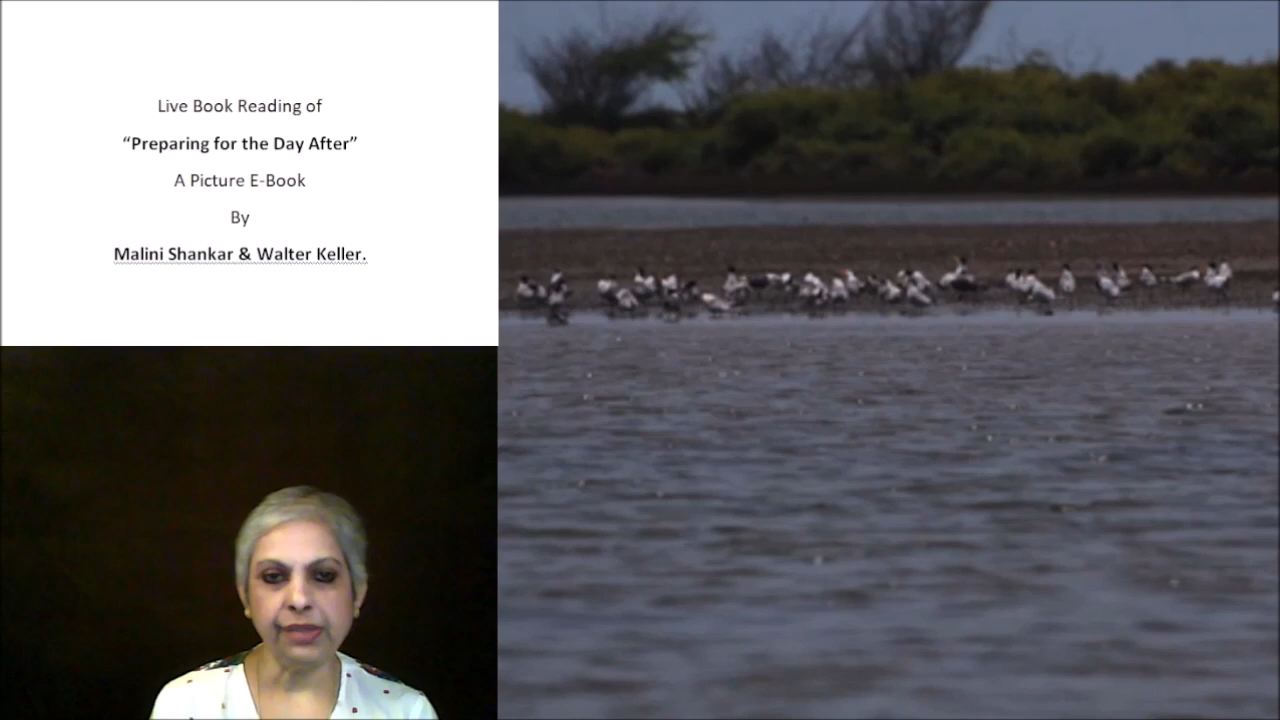 Live Book Reading of
“Preparing for the Day After”
A Picture E-Book
By
Malini Shankar & Walter Keller.